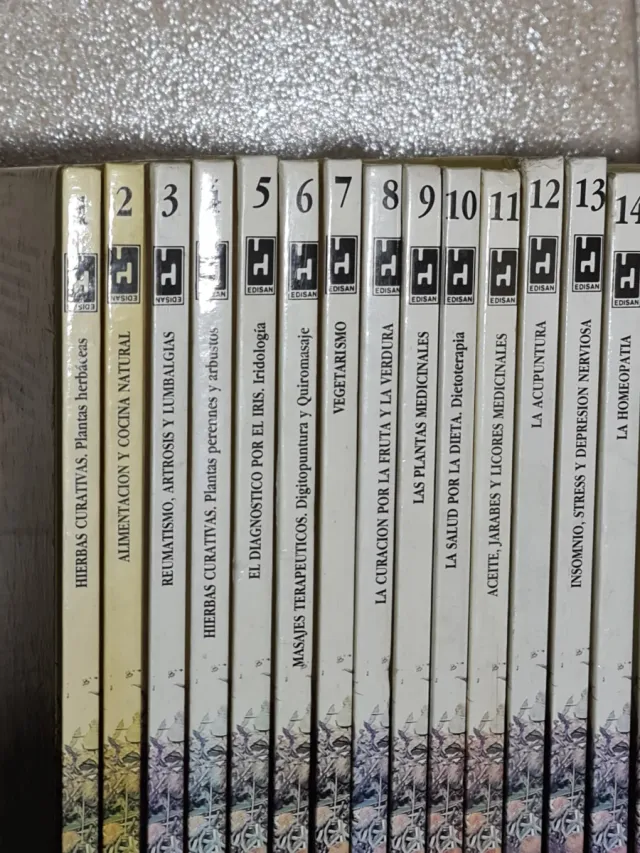 HIERBAS CURATIVAS. Plantas herbáceas
EDISAN
2
ALIMENTACION Y COCINA NATURAL
EDISAN
3
REUMATISMO, ARTROSIS Y LUMBALGIAS
EDISAN
HIERBAS CURATIVAS. Plantas perennes y arbustos
EDISAN
5
EL DIAGNOSTICO POR EL IRIS. Iridología
EDISAN
6
MASAJES TERAPEUTICOS. Digitopuntura y Quiromasaje
EDISAN
7
VEGETARISMO
EDISAN
8
LA CURACION POR LA FRUTA Y LA VERDURA
EDISAN
9
LAS PLANTAS MEDICINALES
EDISAN
10
LA SALUD POR LA DIETA. Dietoterapia
EDISAN
11
ACEITE, JARABES Y LICORES MEDICINALES
EDISAN
12
LA ACUPUNTURA
EDISAN
13
INSOMNIO, STRESS Y DEPRESION NERVIOSA
EDISAN
14
LA HOMEOPATIA
EDISAN